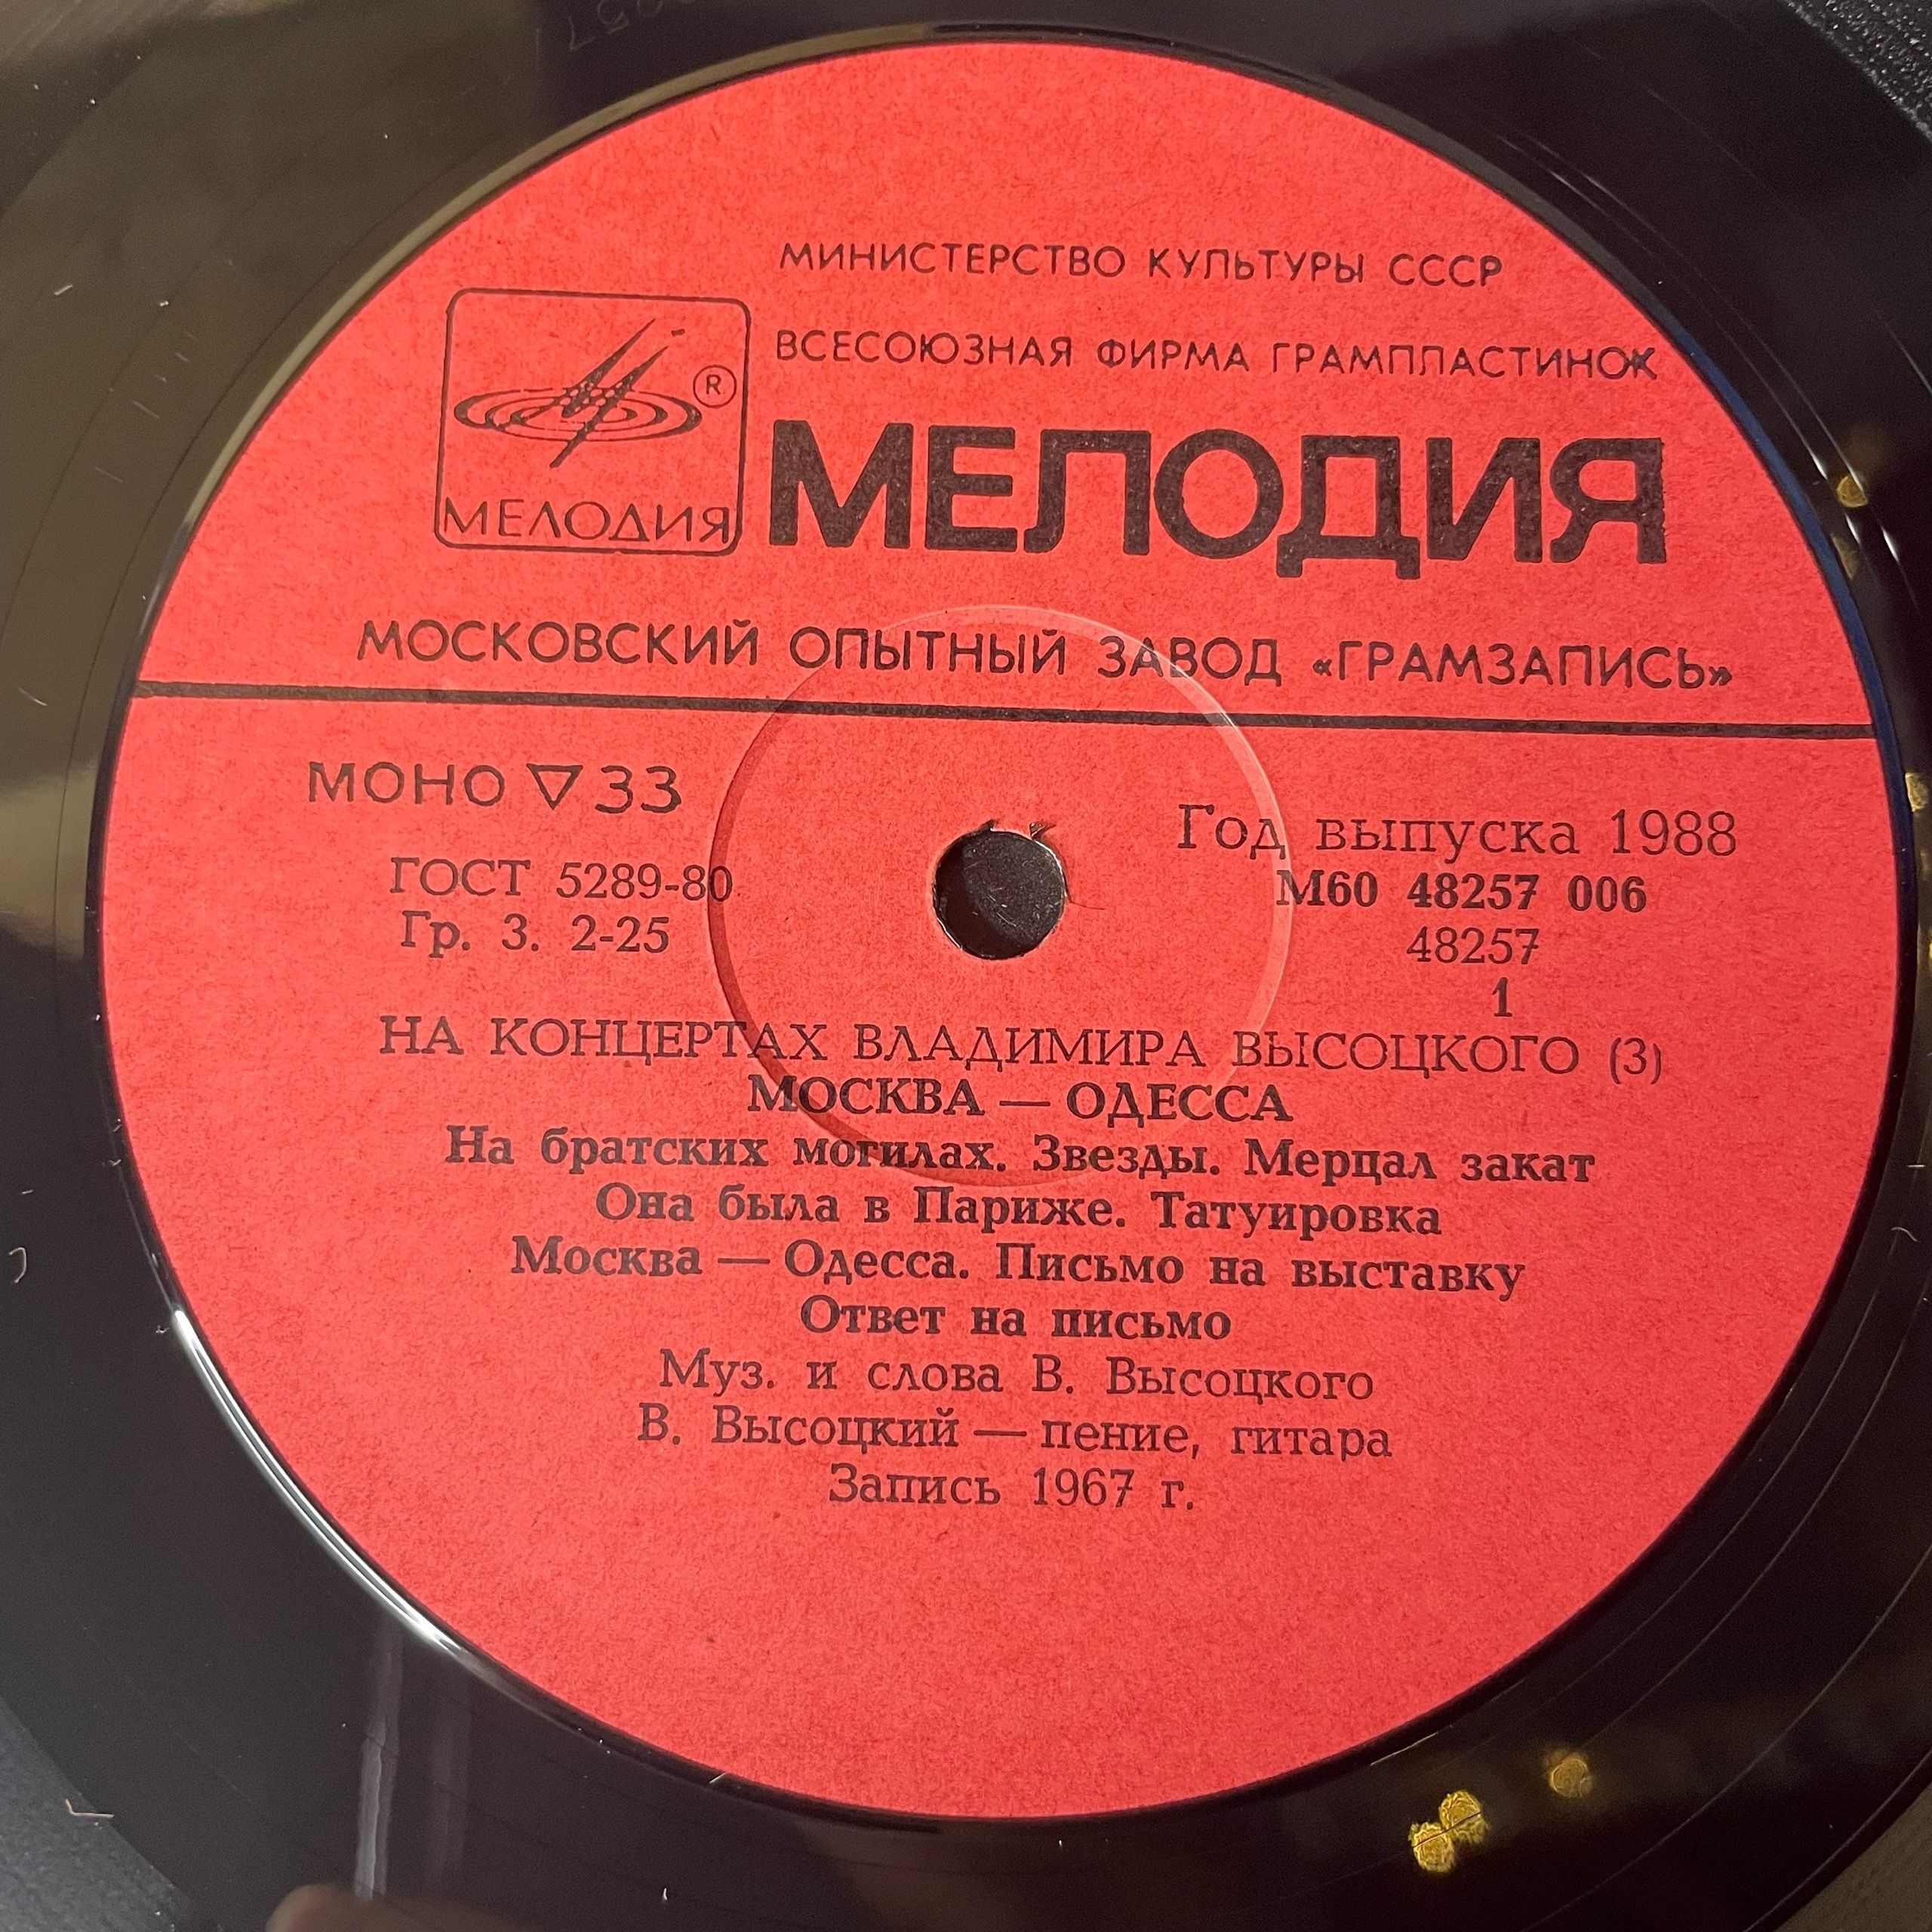 МИНИСТЕРСТВО КУЛЬТУРЫ СССР
ВСЕСОЮЗНАЯ ФИРМА ГРАМПЛАСТИНОК
®
МЕЛОДИЯ
МЕЛОДИЯ
МОСКОВСКИЙ ОПЫТНЫЙ ЗАВОД «ГРАМЗАПИСЬ»
МОНО ▽ 33
Год выпуска 1988
ГОСТ 5289-80
М60 48257 006
Гр. 3. 2-25
48257
1
НА КОНЦЕРТАХ ВЛАДИМИРА ВЫСОЦКОГО (3)
МОСКВА — ОДЕССА
На братских могилах. Звезды. Мерцал закат
Она была в Париже. Татуировка
Москва — Одесса. Письмо на выставку
Ответ на письмо
Муз. и слова В. Высоцкого
В. Высоцкий — пение, гитара
Запись 1967 г.